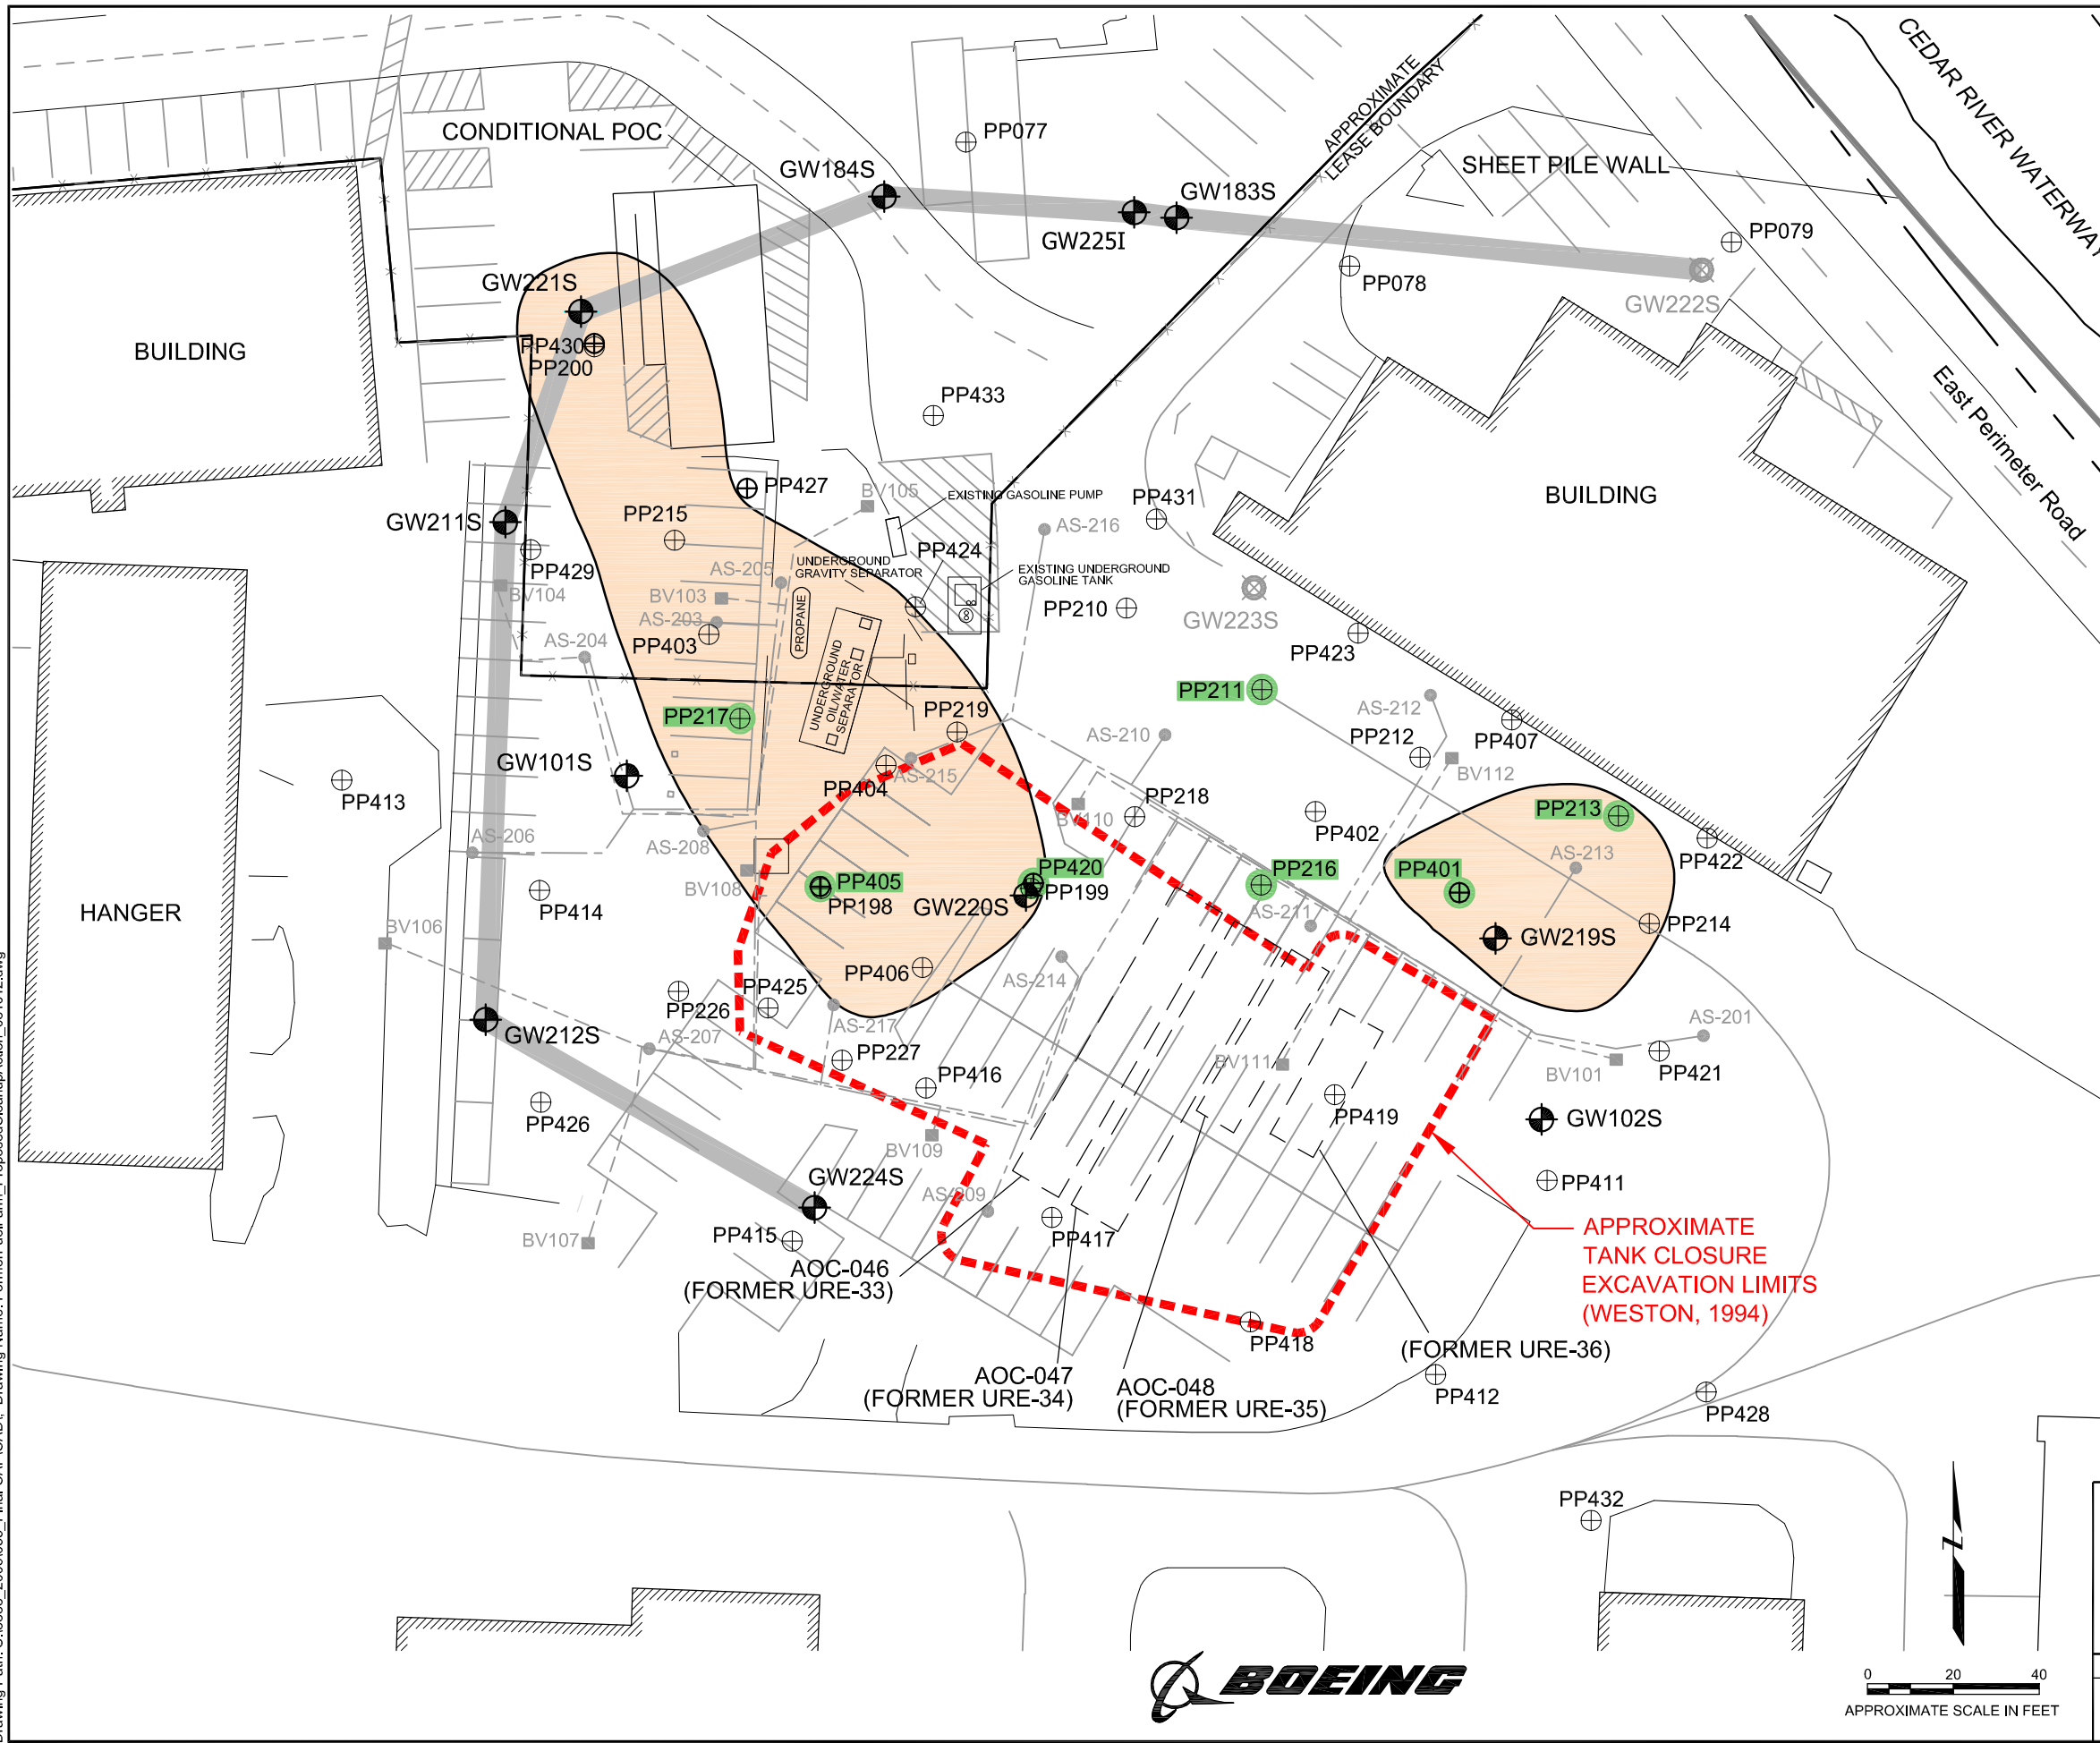 CEDAR RIVER WATERWAY
APPROXIMATE
LEASE BOUNDARY
CONDITIONAL POC
PP077
GW184S
GW183S
SHEET PILE WALL
GW225I
PP079
PP078
GW221S
GW222S
BUILDING
PP430
PP200
PP433
East Perimeter Road
PP427
BV105
EXISTING GASOLINE PUMP
PP431
BUILDING
GW211S
PP215
AS-216
PP429
UNDERGROUND
GRAVITY SEPARATOR
PP424
EXISTING UNDERGROUND
GASOLINE TANK
AS-205
BV104
BV103
PROPANE
PP210
GW223S
AS-203
PP403
AS-204
UNDERGROUND
OIL/WATER
SEPARATOR
PP423
PP211
PP217
PP219
AS-212
AS-210
PP212
PP407
GW101S
AS-215
PP404
BV112
PP413
PP218
BV110
PP402
PP213
AS-206
AS-208
PP422
AS-213
BV108
PP405
PP420
PP216
PP401
HANGER
PP414
PP198
GW220S
PP199
BV106
AS-211
PP214
GW219S
PP406
AS-214
PP425
PP226
AS-217
AS-201
GW212S
AS-207
PP227
BV111
BV101
PP416
PP421
PP426
PP419
GW102S
BV109
GW224S
AS-209
PP411
BV107
PP415
PP417
APPROXIMATE
TANK CLOSURE
EXCAVATION LIMITS
(WESTON, 1994)
AOC-046
(FORMER URE-33)
PP418
(FORMER URE-36)
AOC-047
(FORMER URE-34)
AOC-048
(FORMER URE-35)
PP412
PP428
PP432
N
BOEING
0 20 40
APPROXIMATE SCALE IN FEET